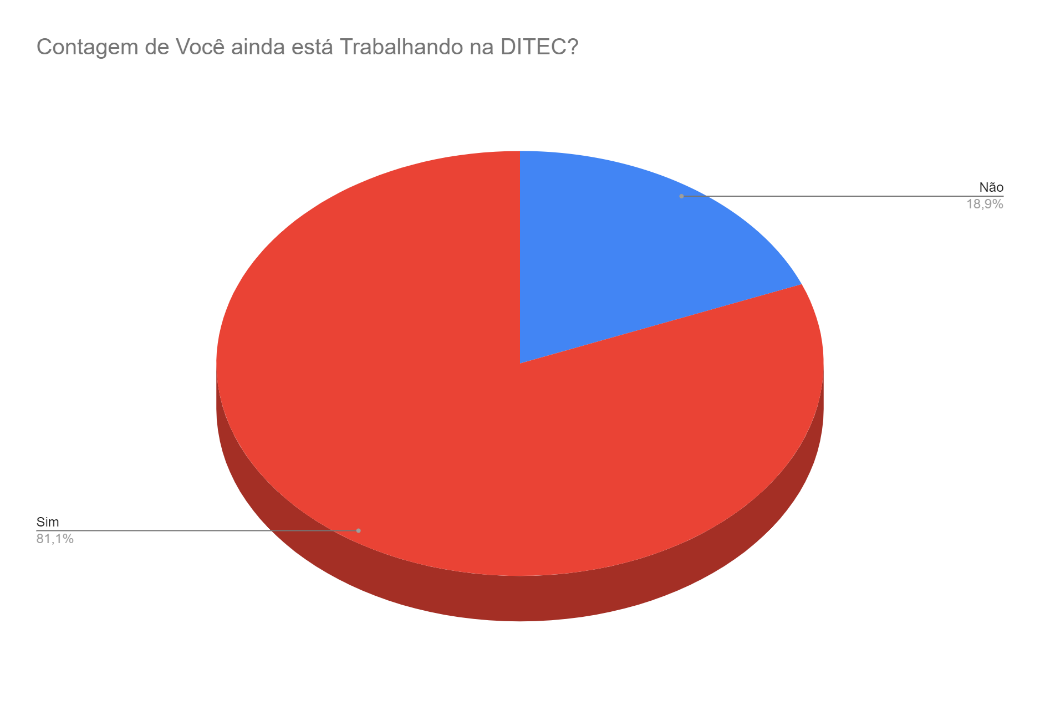 Contagem de Você ainda está Trabalhando na DITEC?
Não
18,9%
Sim
81,1%